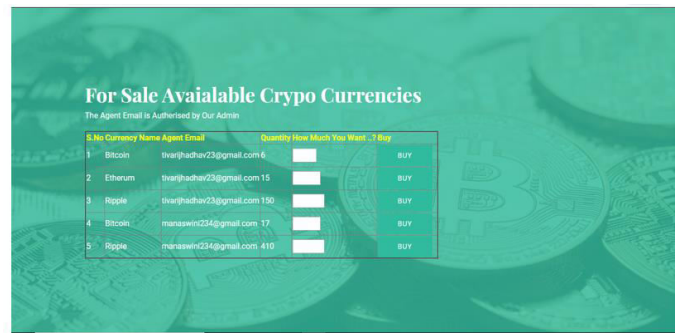 For Sale Avaialable Crypo Currencies
The Agent Email is Authorised by Our Admin
S.No Currency Name Agent Email Quantity How Much You Want ..? Buy
1 Bitcoin tivarijhadhav23@gmail.com 6 BUY
2 Etherum tivarijhadhav23@gmail.com 15 BUY
3 Ripple tivarijhadhav23@gmail.com 150 BUY
4 Bitcoin manaswini234@gmail.com 17 BUY
5 Ripple manaswini234@gmail.com 410 BUY